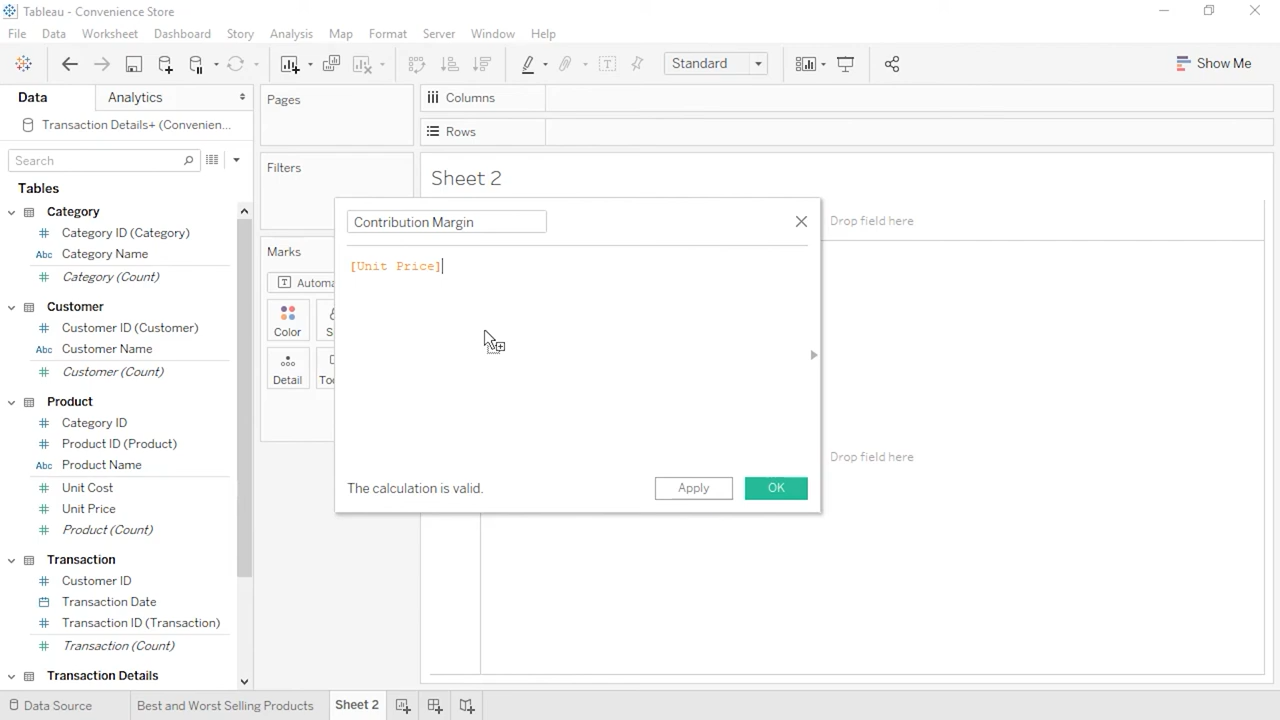 Tableau - Convenience Store
File Data Worksheet Dashboard Story Analysis Map Format Server Window Help
Standard
Show Me
Data Analytics
Transaction Details+ (Convenien...
Search
Tables
Category
Category ID (Category)
Abc Category Name
Category (Count)
Customer
Customer ID (Customer)
Abc Customer Name
Customer (Count)
Product
Category ID
Product ID (Product)
Abc Product Name
Unit Cost
Unit Price
Product (Count)
Transaction
Customer ID
Transaction Date
Transaction ID (Transaction)
Transaction (Count)
Transaction Details
Pages
Filters
Marks
T Automa
Color S
Detail Too
Columns
Rows
Sheet 2
Drop field here
Drop field here
Contribution Margin
[Unit Price]
The calculation is valid.
Apply OK
Data Source Best and Worst Selling Products Sheet 2